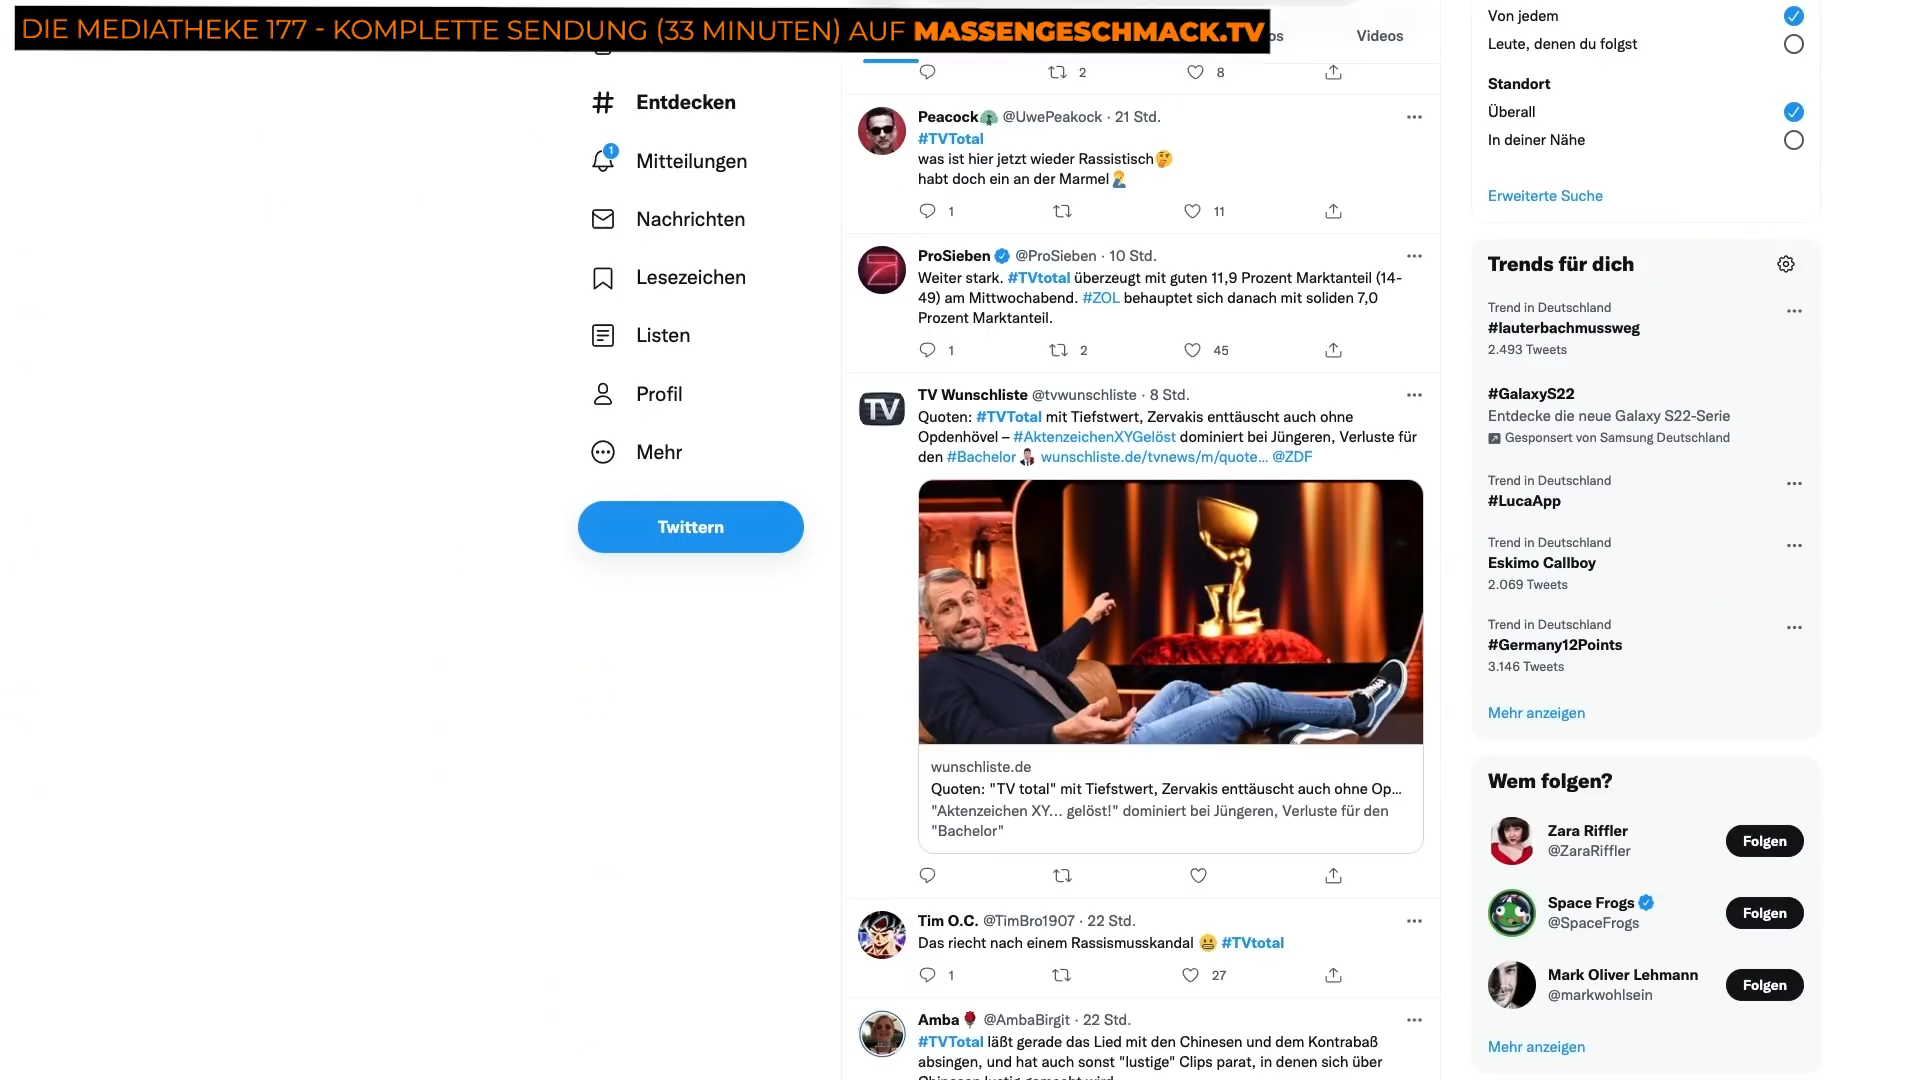 DIE MEDIATHEKE 177 - KOMPLETTE SENDUNG (33 MINUTEN) AUF MASSENGESCHMACK.TV
Videos
2
8
Entdecken
1
Mitteilungen
Nachrichten
Lesezeichen
Listen
Profil
Mehr
Twittern
Peacock @UwePeakock · 21 Std.
#TVTotal
was ist hier jetzt wieder Rassistisch🤔
habt doch ein an der Marmel🤦‍♂️
1
11
ProSieben @ProSieben · 10 Std.
Weiter stark. #TVtotal überzeugt mit guten 11,9 Prozent Marktanteil (14-
49) am Mittwochabend. #ZOL behauptet sich danach mit soliden 7,0
Prozent Marktanteil.
1
2
45
TV
TV Wunschliste @tvwunschliste · 8 Std.
Quoten: #TVTotal mit Tiefstwert, Zervakis enttäuscht auch ohne
Opdenhövel – #AktenzeichenXYGelöst dominiert bei Jüngeren, Verluste für
den #Bachelor wunschliste.de/tvnews/m/quote... @ZDF
wunschliste.de
Quoten: "TV total" mit Tiefstwert, Zervakis enttäuscht auch ohne Op...
"Aktenzeichen XY... gelöst!" dominiert bei Jüngeren, Verluste für den
"Bachelor"
Tim O.C. @TimBro1907 · 22 Std.
Das riecht nach einem Rassismusskandal 😬 #TVtotal
1
27
Amba🌹 @AmbaBirgit · 22 Std.
#TVTotal läßt gerade das Lied mit den Chinesen und dem Kontrabaß
absingen, und hat auch sonst "lustige" Clips parat, in denen sich über
Von jedem
Leute, denen du folgst
Standort
Überall
In deiner Nähe
Erweiterte Suche
Trends für dich
Trend in Deutschland
#lauterbachmussweg
2.493 Tweets
#GalaxyS22
Entdecke die neue Galaxy S22-Serie
Gesponsert von Samsung Deutschland
Trend in Deutschland
#LucaApp
Trend in Deutschland
Eskimo Callboy
2.069 Tweets
Trend in Deutschland
#Germany12Points
3.146 Tweets
Mehr anzeigen
Wem folgen?
Zara Riffler
@ZaraRiffler
Folgen
Space Frogs
@SpaceFrogs
Folgen
Mark Oliver Lehmann
@markwohlsein
Folgen
Mehr anzeigen